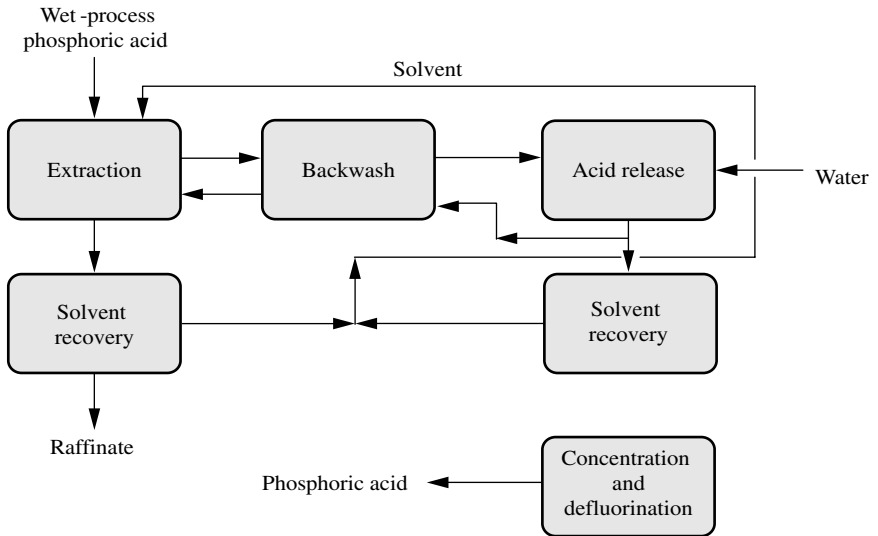 Wet -process
phosphoric acid
Solvent
Extraction
Backwash
Acid release
Water
Solvent
recovery
Solvent
recovery
Raffinate
Phosphoric acid
Concentration
and
defluorination